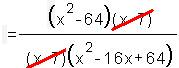 = (x²-64)(x-7) / (x-7)(x²-16x+64)